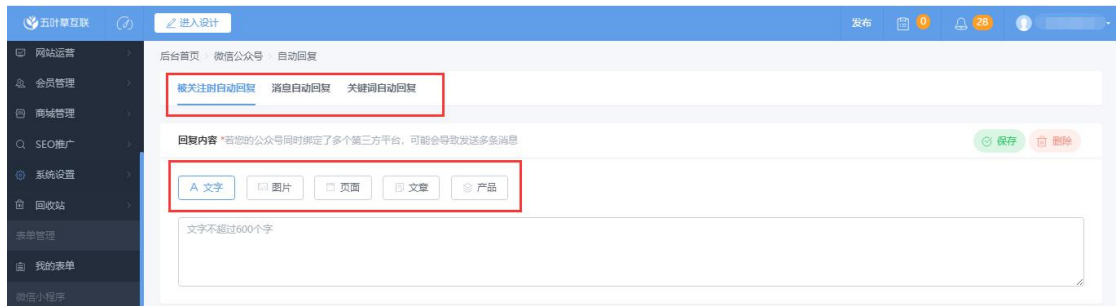 五叶草互联
进入设计
发布
0
28
网站运营
会员管理
商城管理
SEO推广
系统设置
回收站
表单管理
我的表单
微信小程序
后台首页 > 微信公众号 > 自动回复
被关注时自动回复 消息自动回复 关键词自动回复
回复内容 *若您的公众号同时绑定了多个第三方平台，可能会导致发送多条消息
保存 删除
A 文字 图片 页面 文章 产品
文字不超过600个字